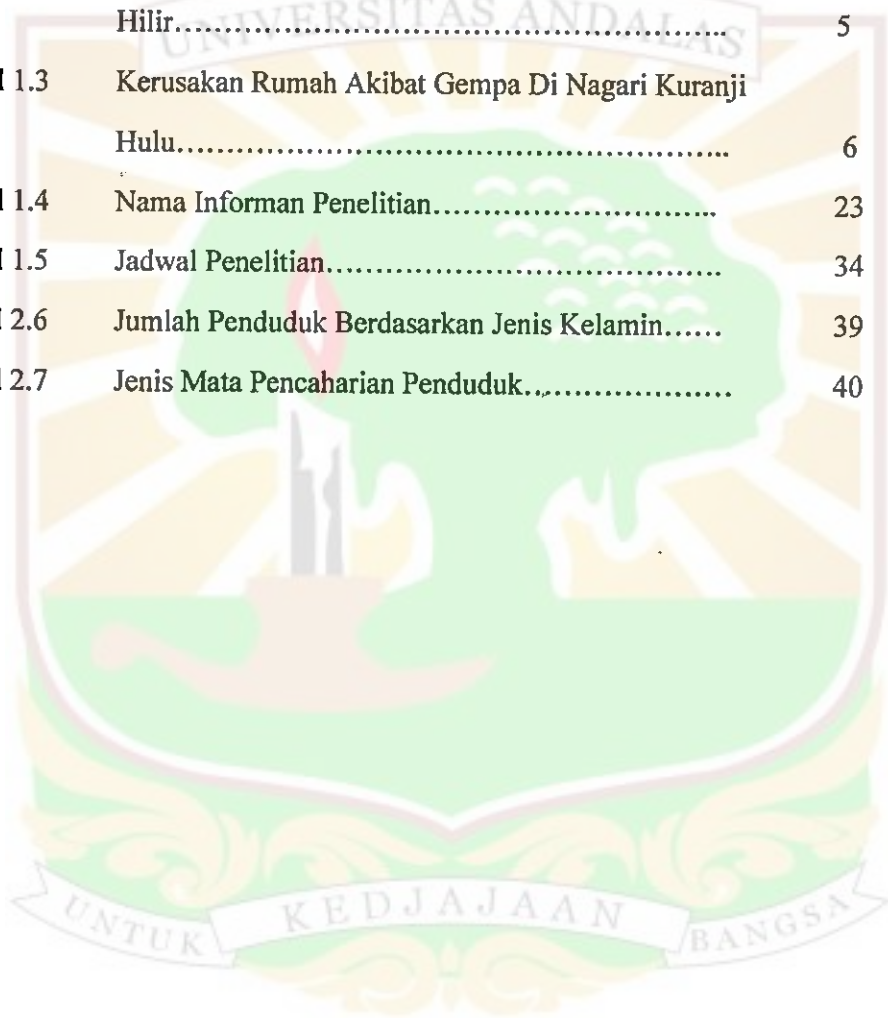 UNIVERSITAS ANDALAS
Hilir........................................................ 5
l 1.3 Kerusakan Rumah Akibat Gempa Di Nagari Kuranji
Hulu........................................................ 6
l 1.4 Nama Informan Penelitian............................. 23
l 1.5 Jadwal Penelitian........................................ 34
l 2.6 Jumlah Penduduk Berdasarkan Jenis Kelamin...... 39
l 2.7 Jenis Mata Pencaharian Penduduk...................... 40
UNTUK KEDJAJAAN BANGSA